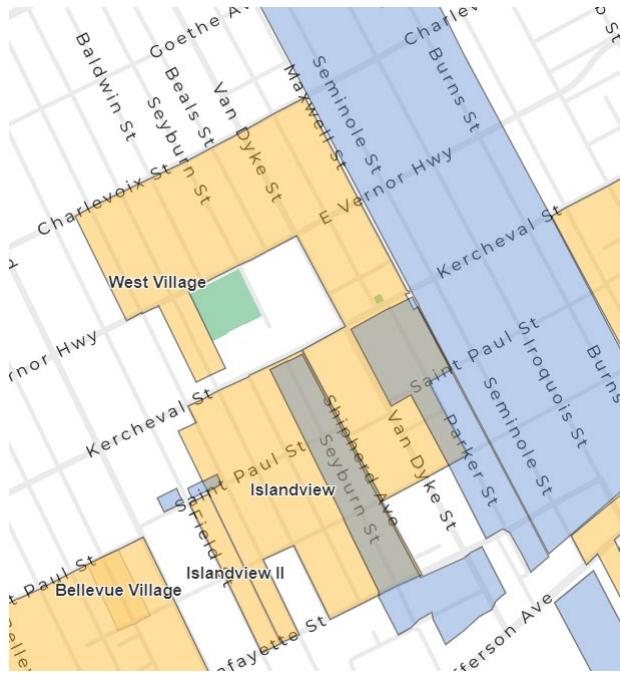 Goethe Av
Charlev
o St
Baldwin St
Beals St
Seyburn St
Van Dyke St
Maxwell St
Seminole St
Burns St
Charlevoix St
E Vernor Hwy
Kercheval St
West Village
rnor Hwy
Kercheval St
Saint Paul St
Iroquois St
Burns
Seminole St
Parker St
Van Dyke St
Shipherd Ave
Seyburn St
Saint Paul St
Islandview
Field St
Islandview II
t Paul St
Bellevue Village
Belle
afayette St
fferson Ave